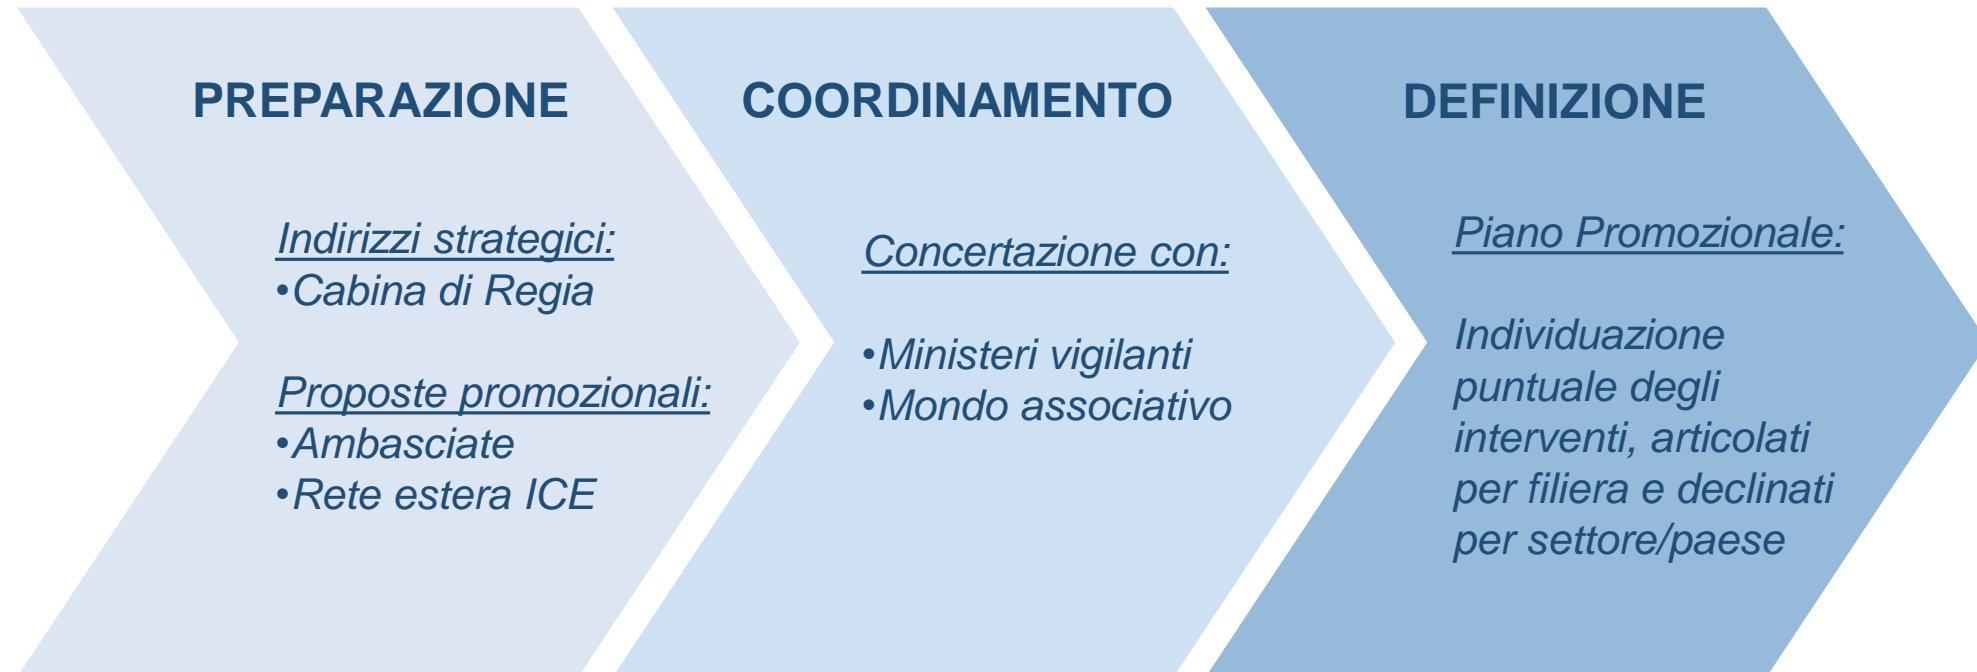 PREPARAZIONE
Indirizzi strategici:
•Cabina di Regia
Proposte promozionali:
•Ambasciate
•Rete estera ICE
COORDINAMENTO
Concertazione con:
•Ministeri vigilanti
•Mondo associativo
DEFINIZIONE
Piano Promozionale:
Individuazione
puntuale degli
interventi, articolati
per filiera e declinati
per settore/paese